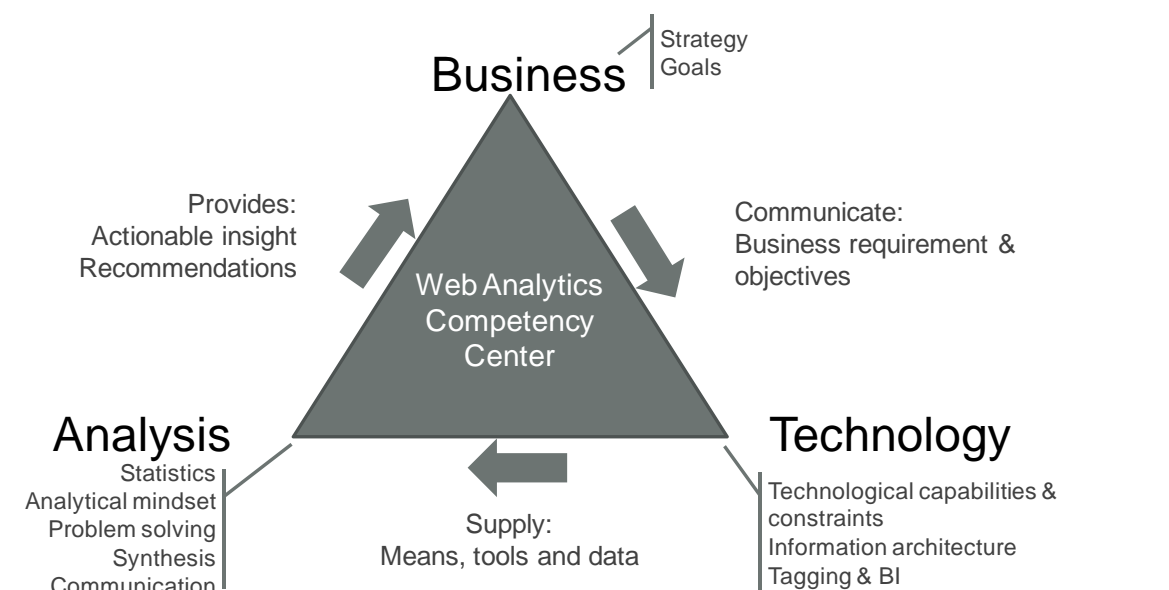 Strategy
Goals
Business
Provides:
Actionable insight
Recommendations
Communicate:
Business requirement &
objectives
Web Analytics
Competency
Center
Analysis
Statistics
Analytical mindset
Problem solving
Synthesis
Communication
Technology
Technological capabilities &
constraints
Information architecture
Tagging & BI
Supply:
Means, tools and data